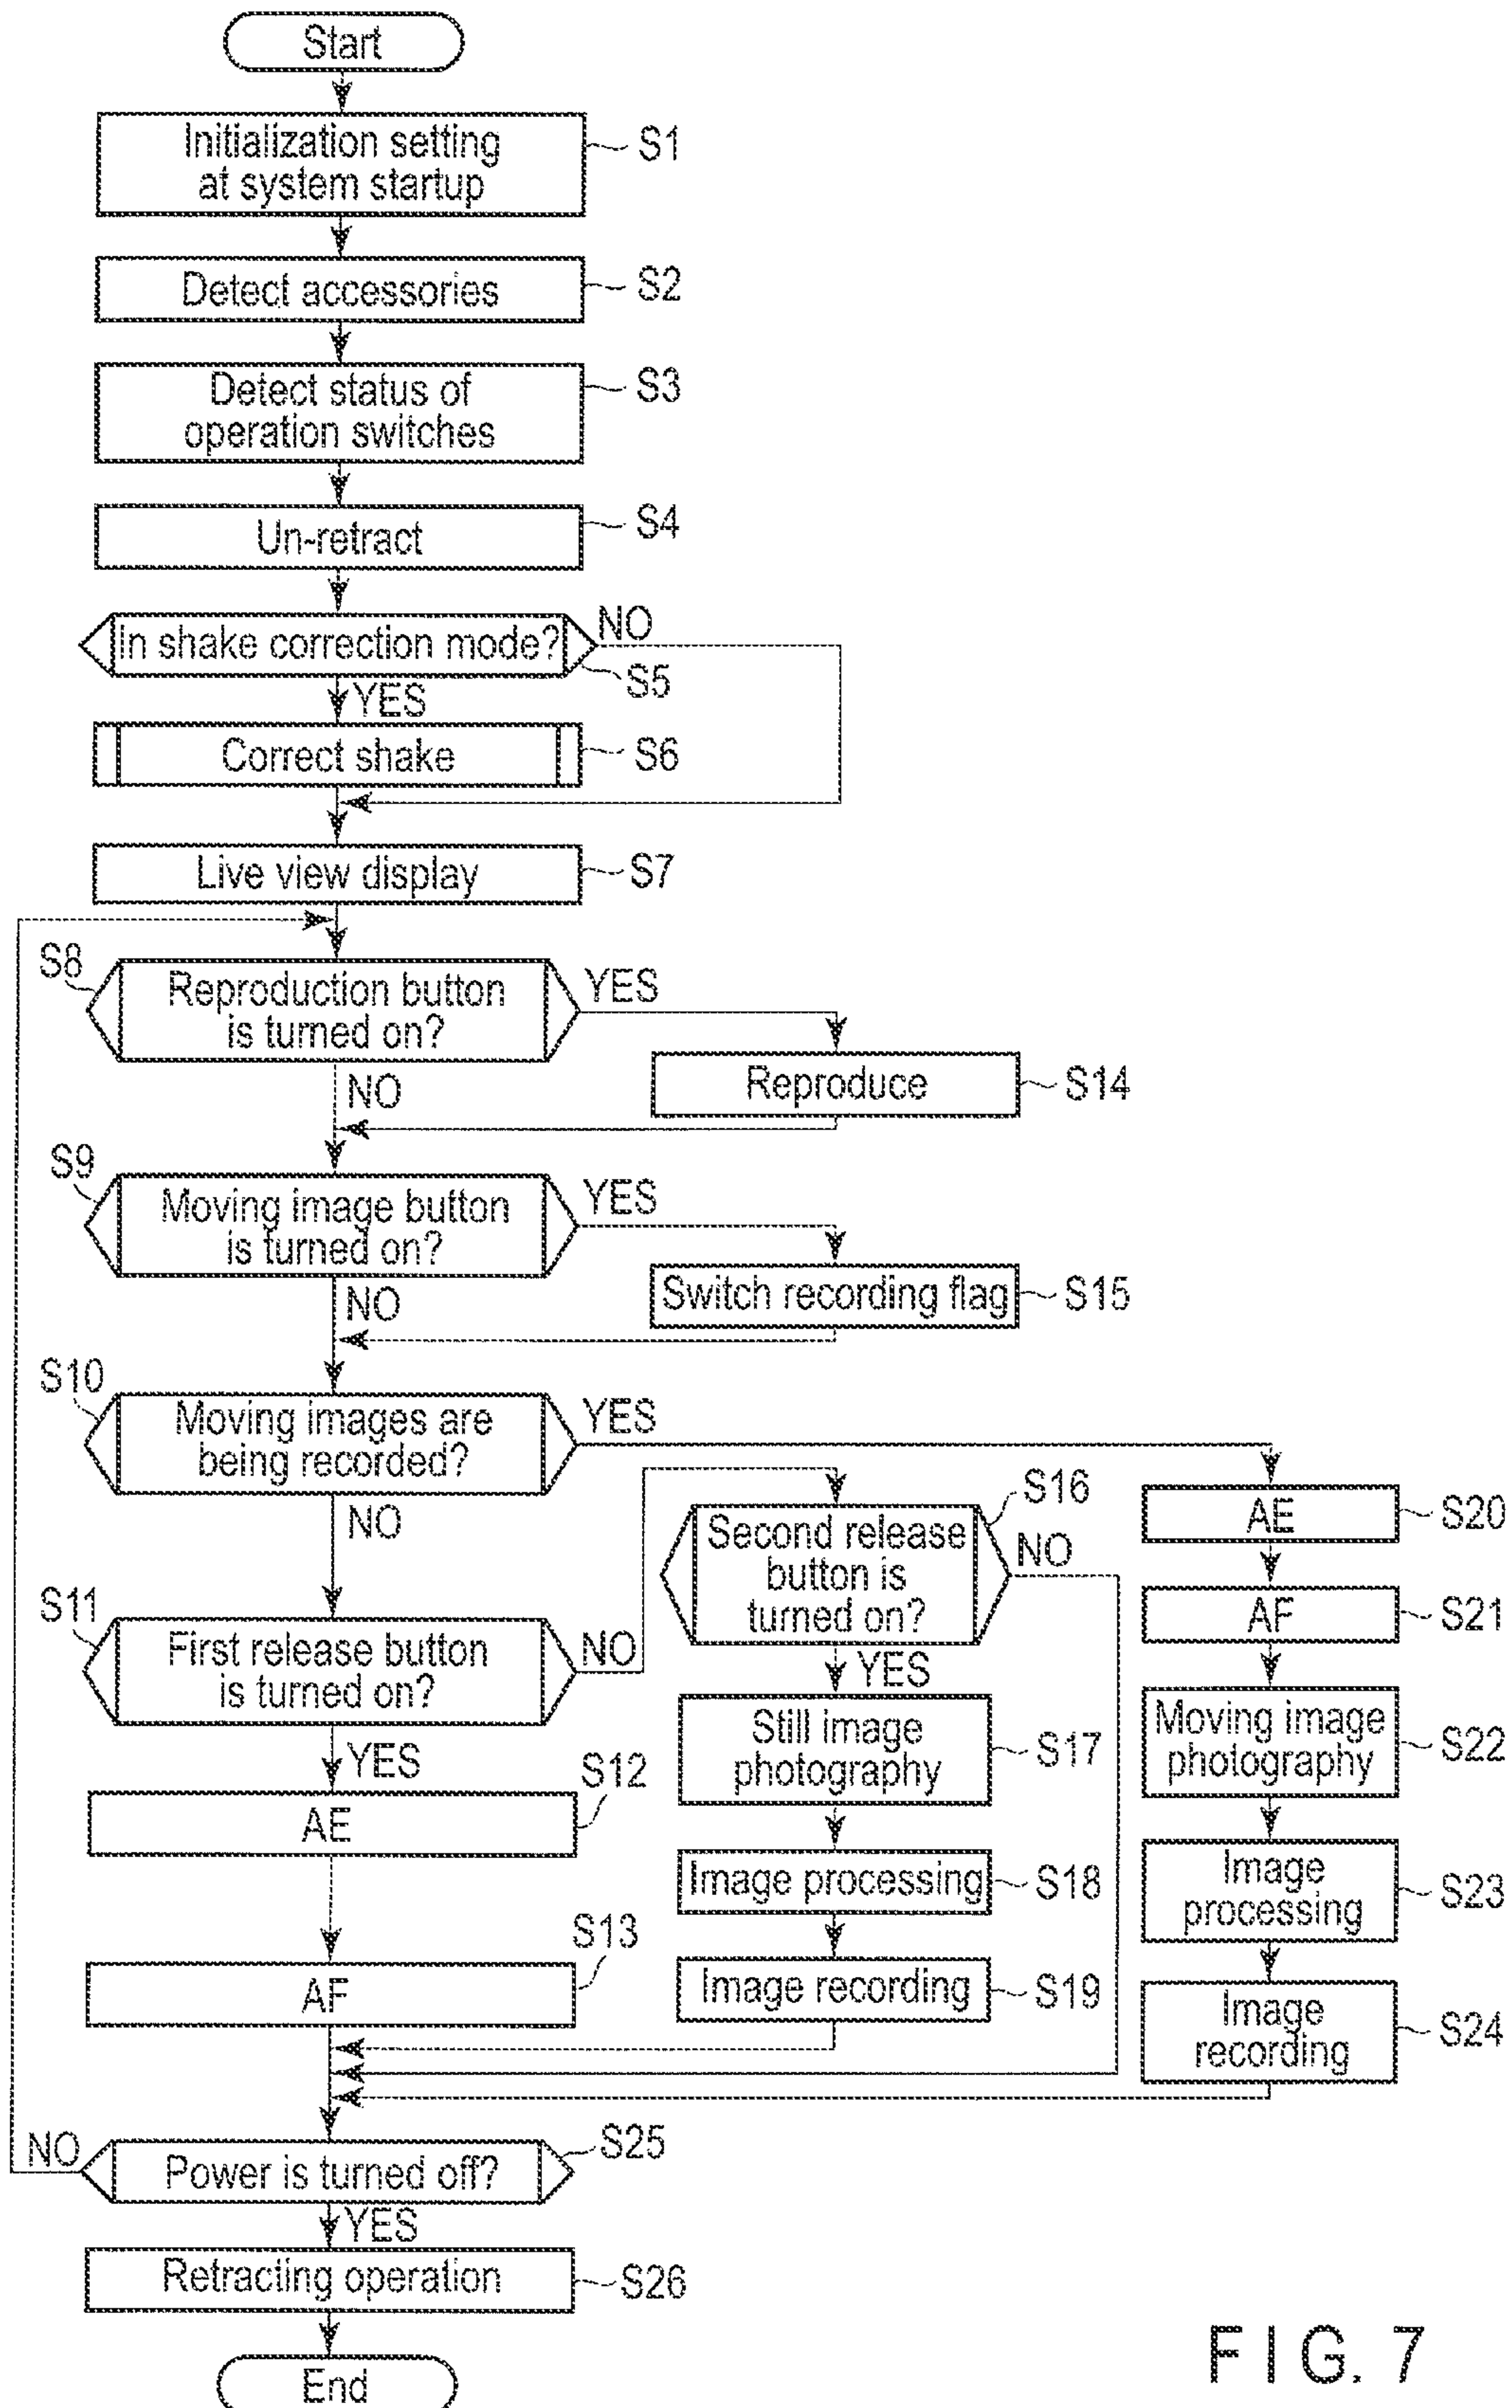 Start
Initialization setting
at system startup
S1
Detect accessories
S2
Detect status of
operation switches
S3
Un-retract
S4
In shake correction mode?
NO
S5
YES
Correct shake
S6
Live view display
S7
S8
Reproduction button
is turned on?
YES
NO
Reproduce
S14
S9
Moving image button
is turned on?
YES
NO
Switch recording flag
S15
S10
Moving images are
being recorded?
YES
NO
S16
Second release
button is
turned on?
NO
YES
AE
S20
AF
S21
S11
First release button
is turned on?
NO
YES
Still image
photography
S17
Moving image
photography
S22
S12
AE
Image processing
S18
Image
processing
S23
S13
AF
Image recording
S19
Image
recording
S24
NO
Power is turned off?
S25
YES
Retracting operation
S26
End
FIG. 7